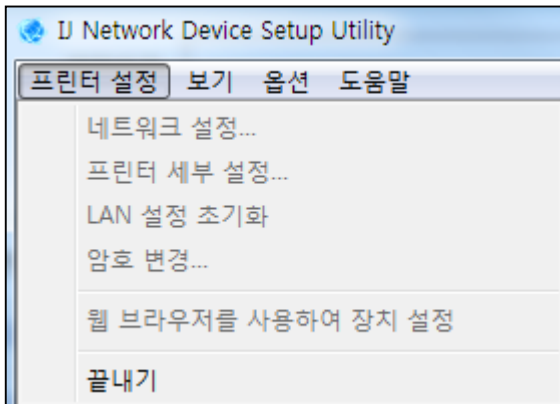 IJ Network Device Setup Utility
프린터 설정 보기 옵션 도움말
네트워크 설정...
프린터 세부 설정...
LAN 설정 초기화
암호 변경...
웹 브라우저를 사용하여 장치 설정
끝내기